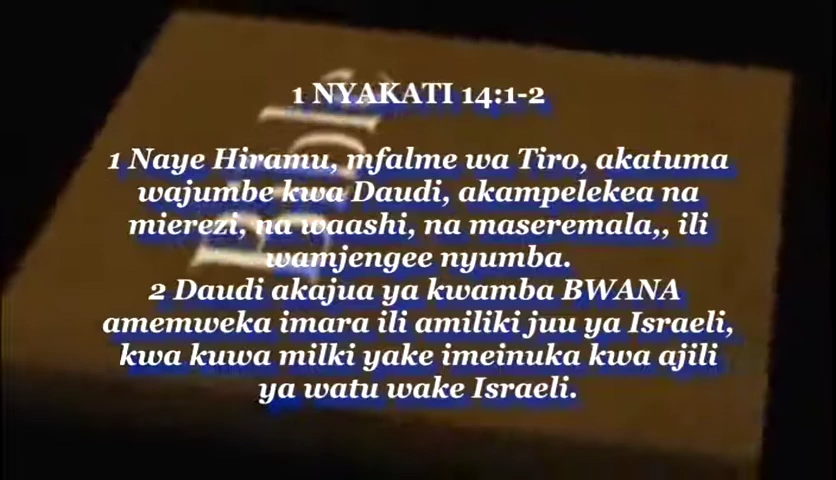 1 NYAKATI 14:1-2
1 Naye Hiramu, mfalme wa Tiro, akatuma
wajumbe kwa Daudi, akampelekea na
mierezi, na waashi, na maseremala,, ili
wamjengee nyumba.
2 Daudi akajua ya kwamba BWANA
amemweka imara ili amiliki juu ya Israeli,
kwa kuwa milki yake imeinuka kwa ajili
ya watu wake Israeli.
Bible